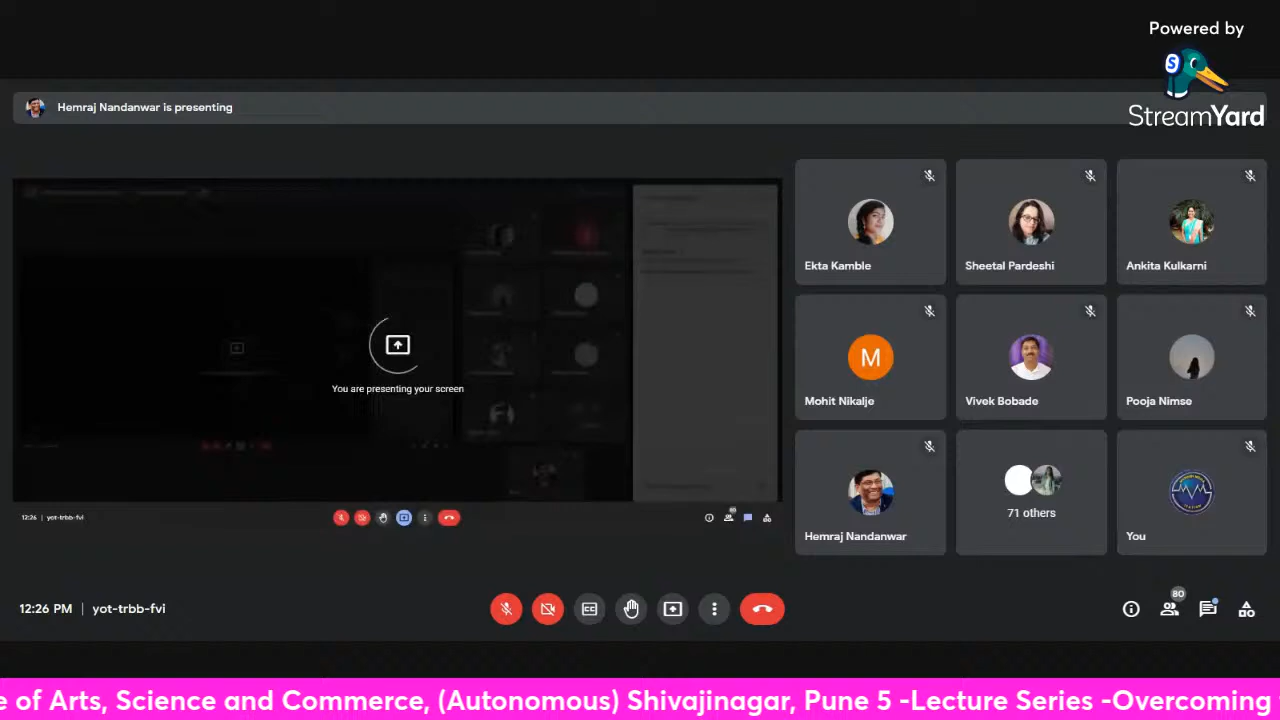 Powered by
StreamYard
Hemraj Nandanwar is presenting
Ekta Kamble
Sheetal Pardeshi
Ankita Kulkarni
You are presenting your screen
M
Mohit Nikalje
Vivek Bobade
Pooja Nimse
71 others
Hemraj Nandanwar
You
12:26 | yot-trbb-fvi
80
12:26 PM | yot-trbb-fvi
80
e of Arts, Science and Commerce, (Autonomous) Shivajinagar, Pune 5 -Lecture Series -Overcoming